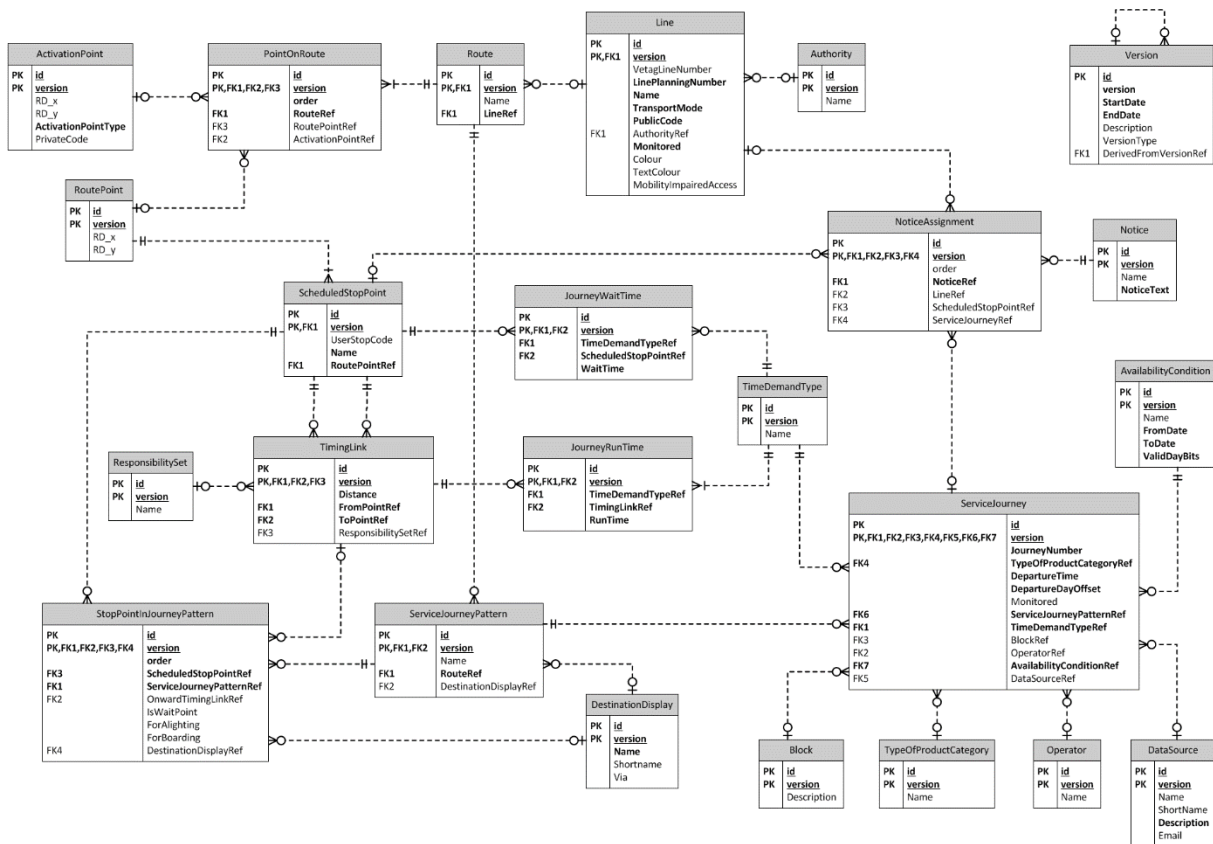 ActivationPoint
PK id
PK version
RD_x
RD_y
ActivationPointType
PrivateCode
PointOnRoute
PK id
PK,FK1,FK2,FK3 version
order
FK1 RouteRef
FK3 RoutePointRef
FK2 ActivationPointRef
Route
PK id
PK,FK1 version
Name
FK1 LineRef
Line
PK id
PK,FK1 version
VetagLineNumber
LinePlanningNumber
Name
TransportMode
PublicCode
FK1 AuthorityRef
Monitored
Colour
TextColour
MobilityImpairedAccess
Authority
PK id
PK version
Name
Version
PK id
version
StartDate
EndDate
Description
VersionType
FK1 DerivedFromVersionRef
RoutePoint
PK id
PK version
RD_x
RD_y
NoticeAssignment
PK id
PK,FK1,FK2,FK3,FK4 version
order
FK1 NoticeRef
FK2 LineRef
FK3 ScheduledStopPointRef
FK4 ServiceJourneyRef
Notice
PK id
PK version
Name
NoticeText
ScheduledStopPoint
PK id
PK,FK1 version
UserStopCode
Name
FK1 RoutePointRef
JourneyWaitTime
PK id
PK,FK1,FK2 version
FK1 TimeDemandTypeRef
FK2 ScheduledStopPointRef
WaitTime
TimeDemandType
PK id
PK version
Name
AvailabilityCondition
PK id
PK version
Name
FromDate
ToDate
ValidDayBits
ResponsibilitySet
PK id
PK version
Name
TimingLink
PK id
PK,FK1,FK2,FK3 version
Distance
FK1 FromPointRef
FK2 ToPointRef
FK3 ResponsibilitySetRef
JourneyRunTime
PK id
PK,FK1,FK2 version
FK1 TimeDemandTypeRef
FK2 TimingLinkRef
RunTime
ServiceJourney
PK id
PK,FK1,FK2,FK3,FK4,FK5,FK6,FK7 version
JourneyNumber
FK4 TypeOfProductCategoryRef
DepartureTime
DepartureDayOffset
Monitored
FK6 ServiceJourneyPatternRef
FK1 TimeDemandTypeRef
FK3 BlockRef
FK2 OperatorRef
FK7 AvailabilityConditionRef
FK5 DataSourceRef
StopPointInJourneyPattern
PK id
PK,FK1,FK2,FK3,FK4 version
order
FK3 ScheduledStopPointRef
FK1 ServiceJourneyPatternRef
FK2 OnwardTimingLinkRef
IsWaitPoint
ForAlighting
ForBoarding
FK4 DestinationDisplayRef
ServiceJourneyPattern
PK id
PK,FK1,FK2 version
Name
FK1 RouteRef
FK2 DestinationDisplayRef
DestinationDisplay
PK id
PK version
Name
Shortname
Via
Block
PK id
PK version
Description
TypeOfProductCategory
PK id
PK version
Name
Operator
PK id
PK version
Name
DataSource
PK id
PK version
Name
ShortName
Description
Email